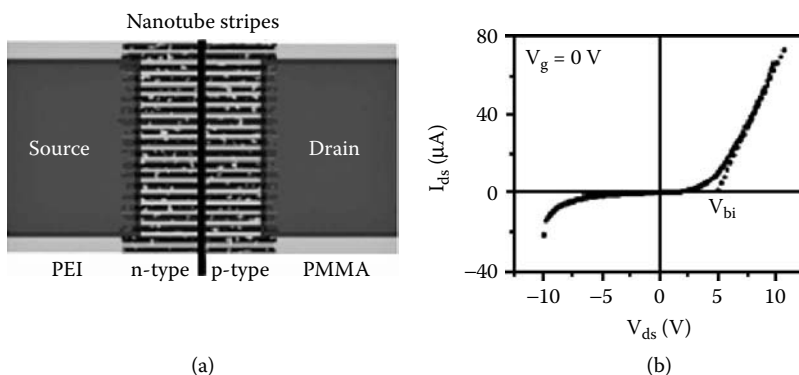 Nanotube stripes
Source
Drain
PEI
n-type
p-type
PMMA
(a)
80
40
0
−40
I_ds (μA)
V_g = 0 V
V_bi
−10
−5
0
5
10
V_ds (V)
(b)